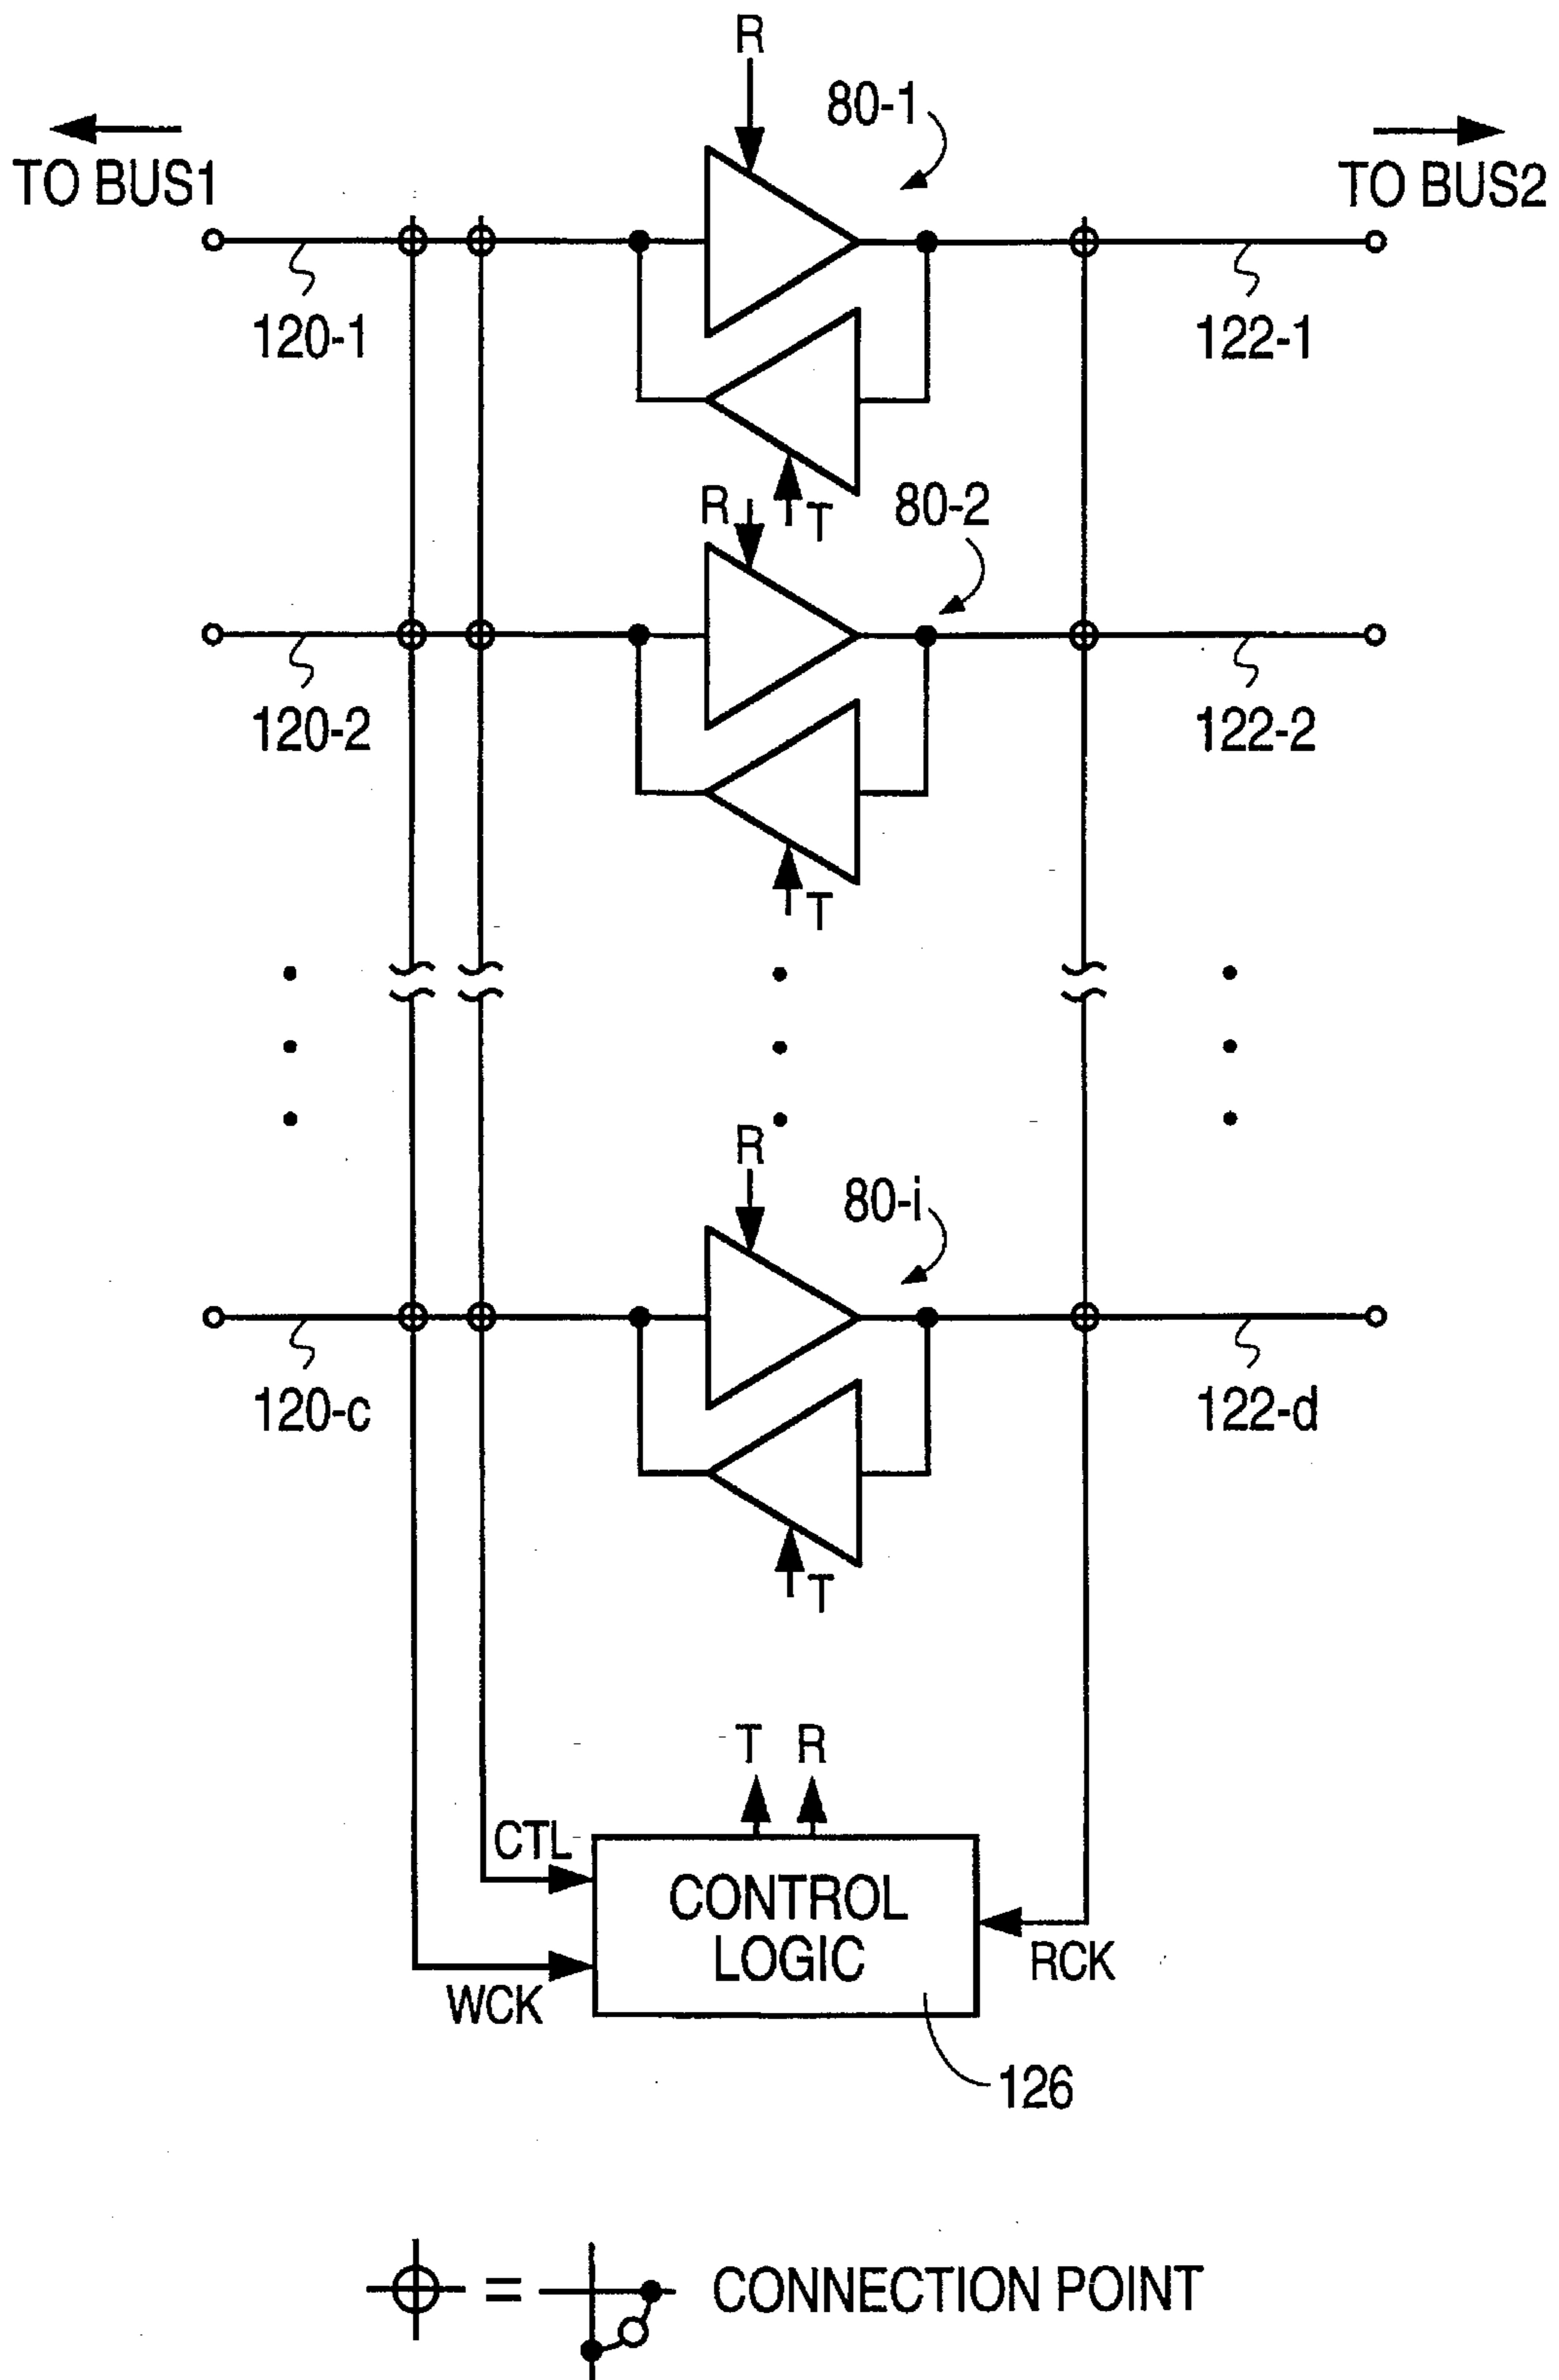 R
80-1
TO BUS1
TO BUS2
120-1
122-1
R
T
80-2
120-2
122-2
T
R
80-i
120-c
122-d
T
T R
CTL
CONTROL
LOGIC
WCK
RCK
126
= CONNECTION POINT